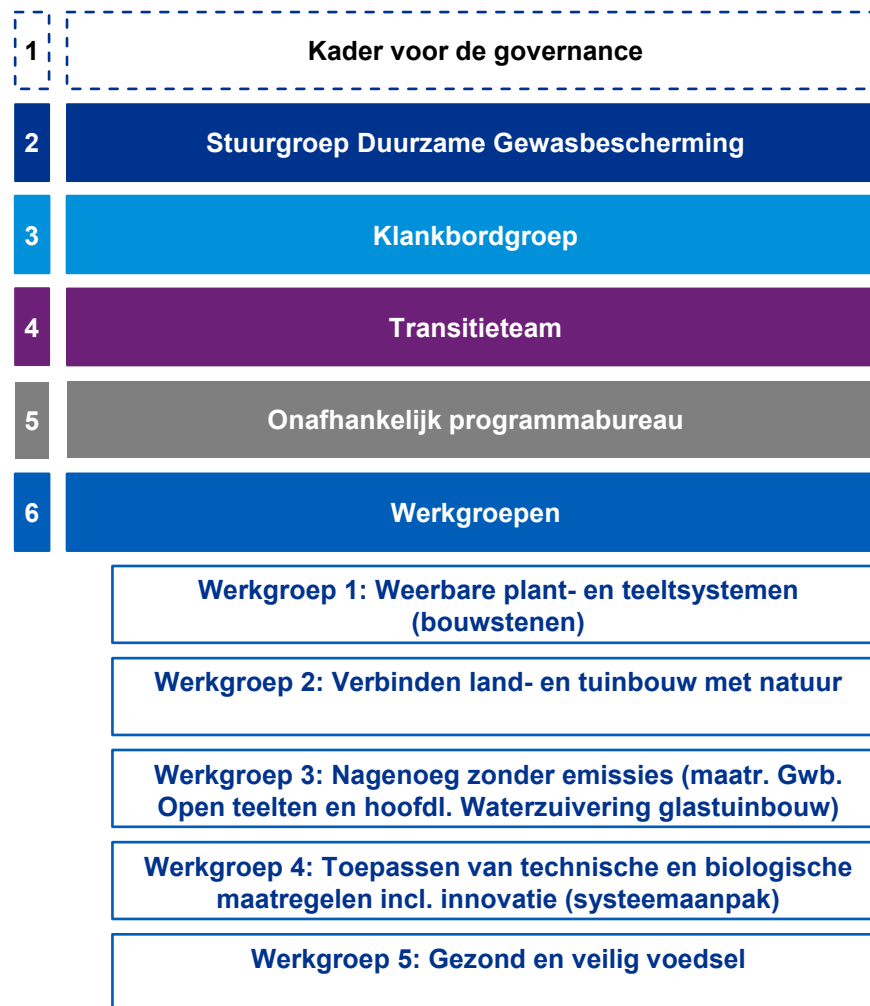 1 Kader voor de governance
2 Stuurgroep Duurzame Gewasbescherming
3 Klankbordgroep
4 Transitieteam
5 Onafhankelijk programmabureau
6 Werkgroepen
Werkgroep 1: Weerbare plant- en teeltsystemen
(bouwstenen)
Werkgroep 2: Verbinden land- en tuinbouw met natuur
Werkgroep 3: Nagenoeg zonder emissies (maatr. Gwb.
Open teelten en hoofdl. Waterzuivering glastuinbouw)
Werkgroep 4: Toepassen van technische en biologische
maatregelen incl. innovatie (systeemaanpak)
Werkgroep 5: Gezond en veilig voedsel